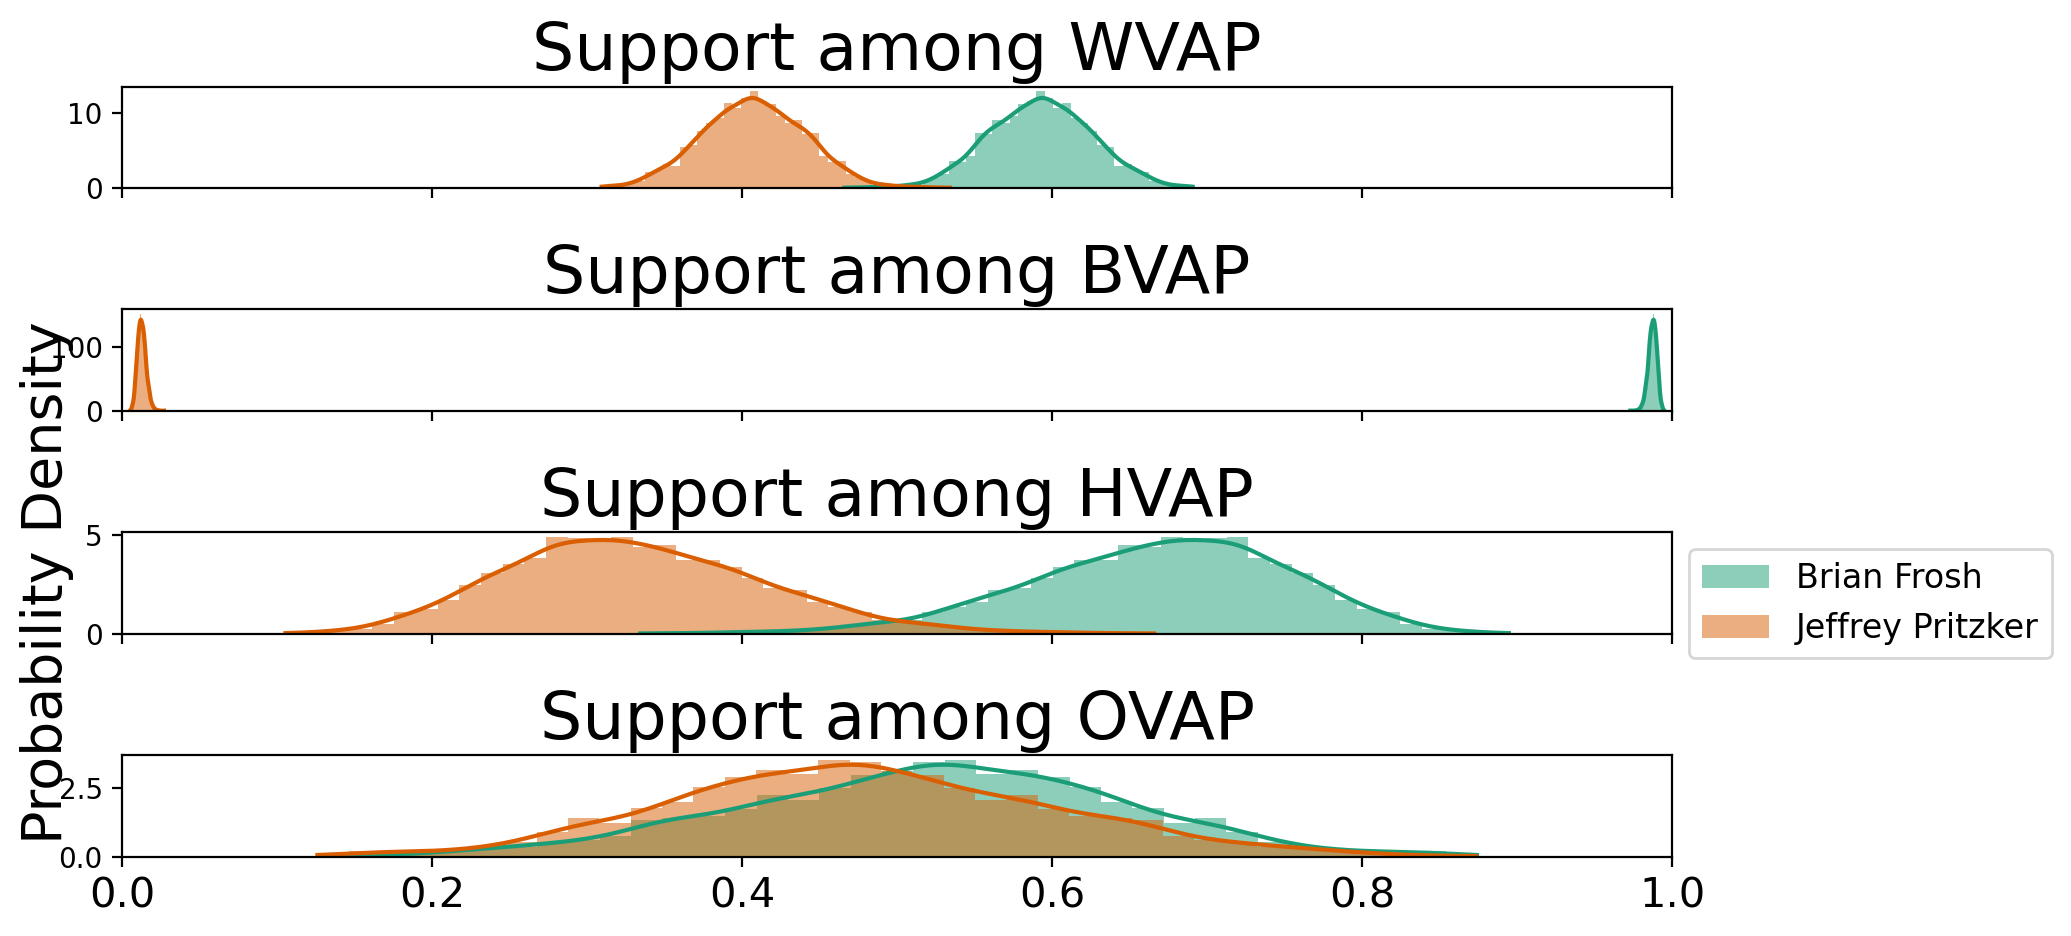 Support among WVAP
10
0
Support among BVAP
100
0
Support among HVAP
5
0
Support among OVAP
2.5
0.0
0.0 0.2 0.4 0.6 0.8 1.0
Probability Density
Brian Frosh
Jeffrey Pritzker